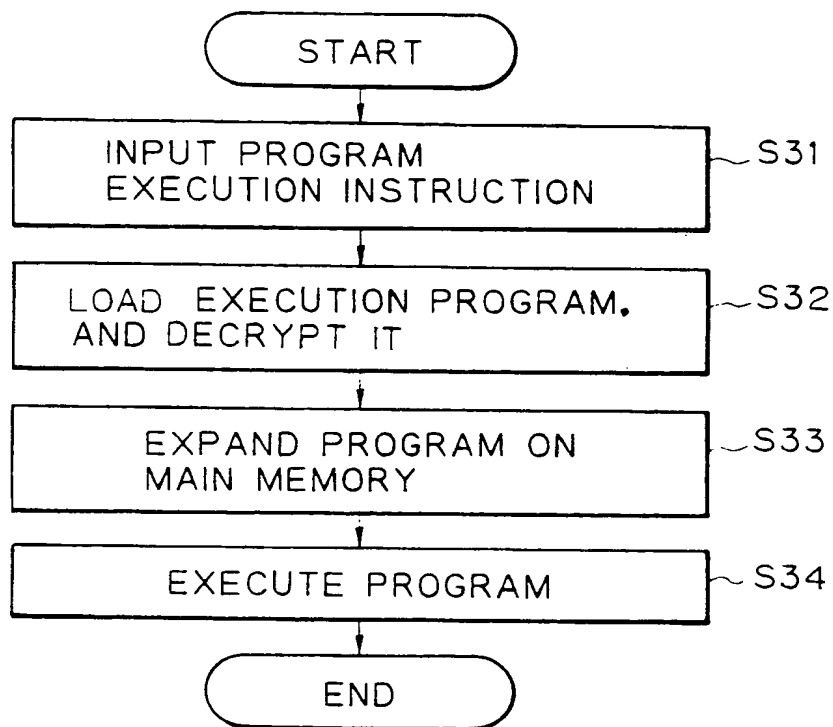 START
INPUT PROGRAM
EXECUTION INSTRUCTION
S31
LOAD EXECUTION PROGRAM.
AND DECRYPT IT
S32
EXPAND PROGRAM ON
MAIN MEMORY
S33
EXECUTE PROGRAM
S34
END